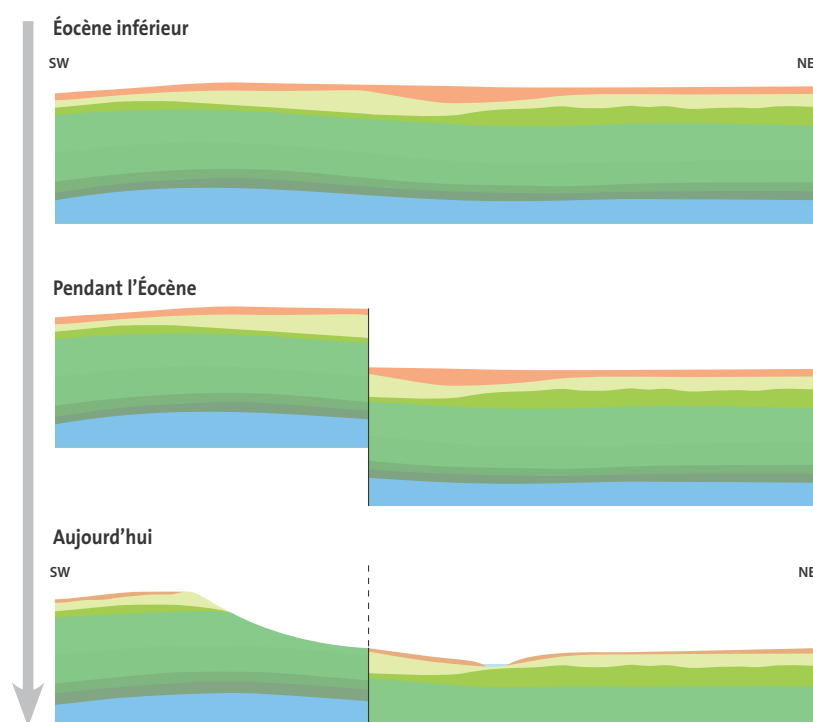 Éocène inférieur
SW NE
Pendant l’Éocène
Aujourd’hui
SW NE